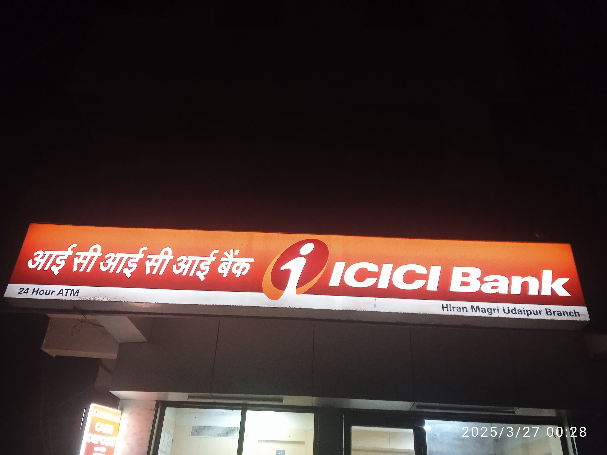 आई सी आई सी आई बैंक
i ICICI Bank
24 Hour ATM
Hiran Magri Udaipur Branch
2025/3/27 00:28